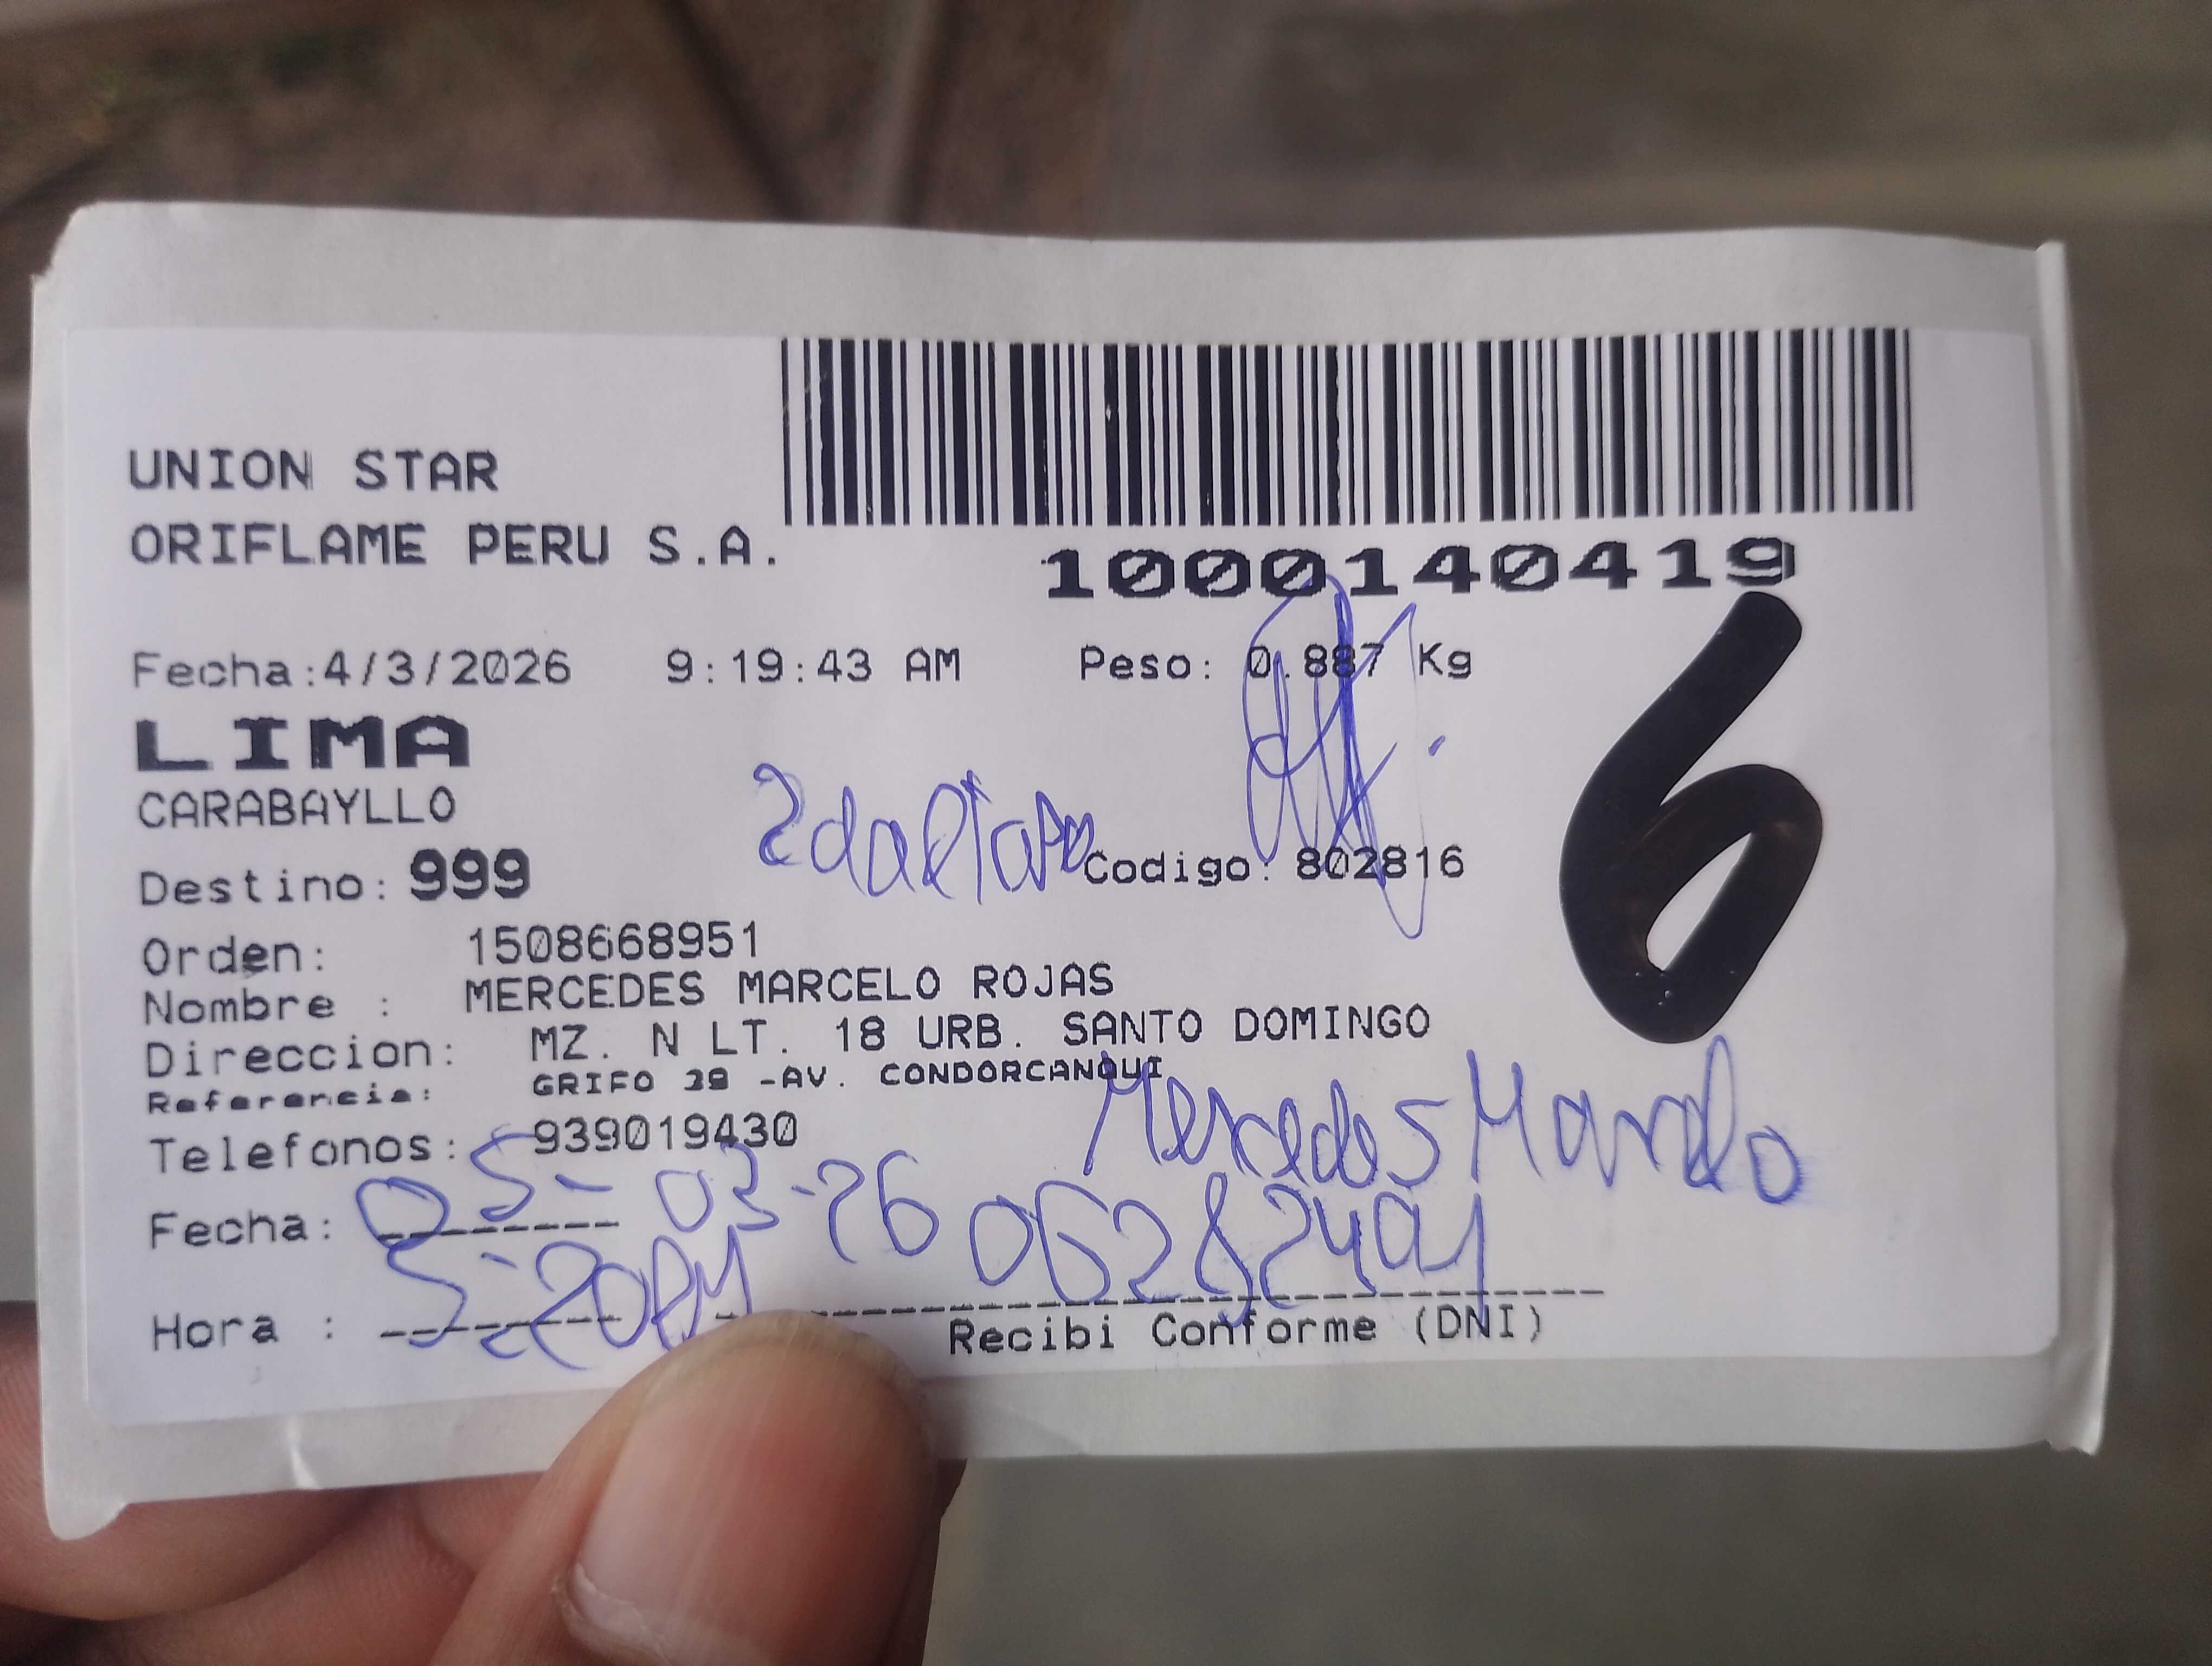 UNION STAR
ORIFLAME PERU S.A.
1000140419
Fecha:4/3/2026 9:19:43 AM Peso: 0.887 Kg
6
LIMA
CARABAYLLO
Destino: 999 Codigo: 802816
Orden: 1508668951
Nombre : MERCEDES MARCELO ROJAS
Direccion: MZ. N LT. 18 URB. SANTO DOMINGO
Referencia: GRIFO 39 -AV. CONDORCANQUI
Telefonos: 939019430
Mercedes Marcelo
Fecha: 05-03-26
Hora : 5:20PM
Recibi Conforme (DNI)